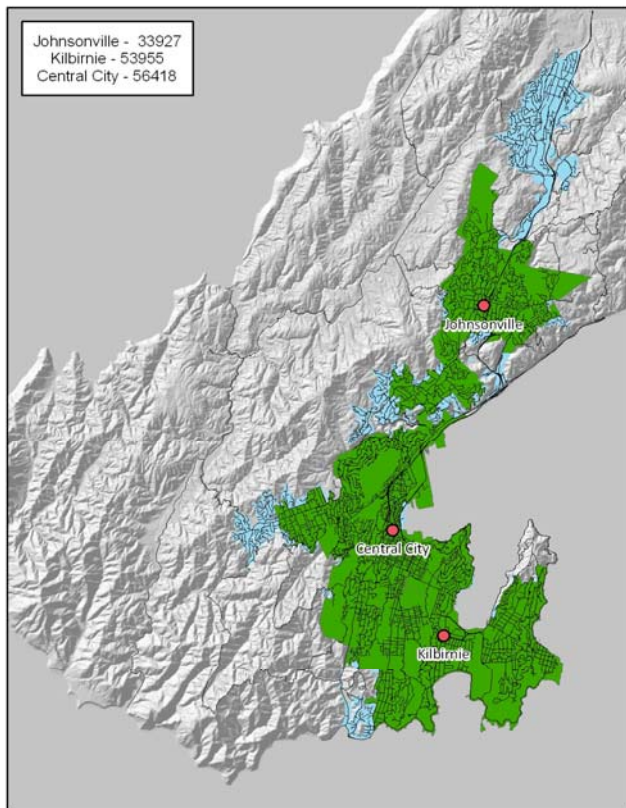 Johnsonville - 33927
Kilbirnie - 53955
Central City - 56418
Johnsonville
Central City
Kilbirnie